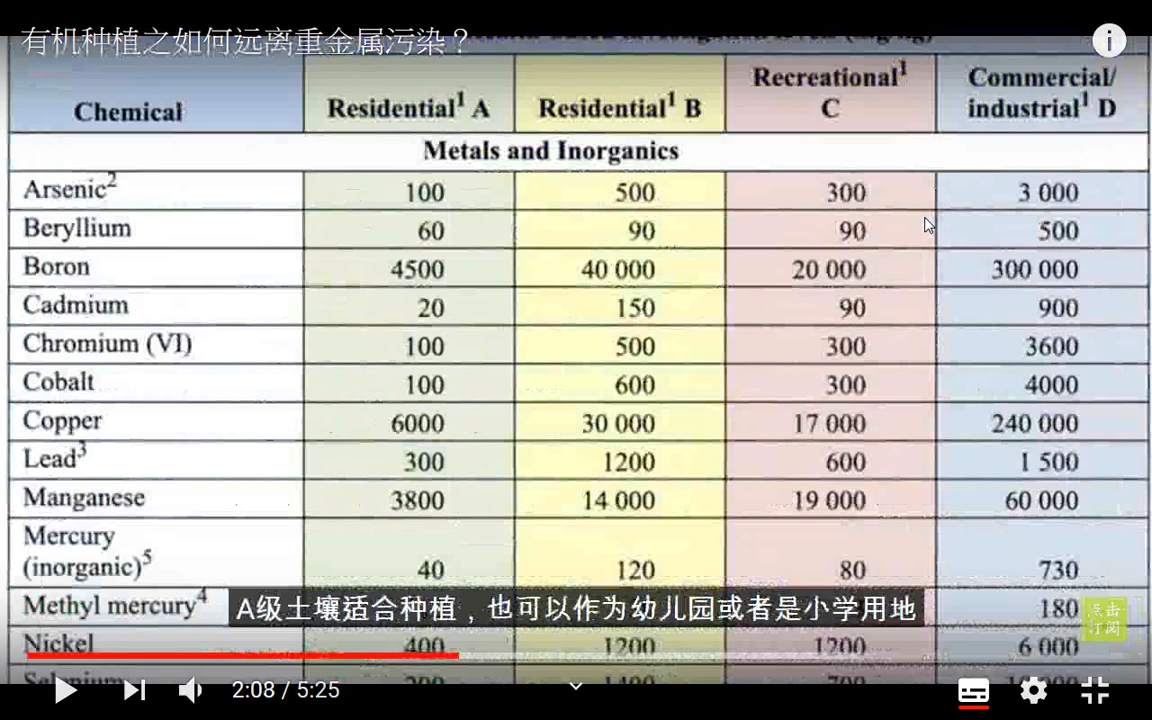 有机种植之如何远离重金属污染？
Chemical Residential¹ A Residential¹ B Recreational¹ C Commercial/ industrial¹ D
Metals and Inorganics
Arsenic² 100 500 300 3 000
Beryllium 60 90 90 500
Boron 4500 40 000 20 000 300 000
Cadmium 20 150 90 900
Chromium (VI) 100 500 300 3600
Cobalt 100 600 300 4000
Copper 6000 30 000 17 000 240 000
Lead³ 300 1200 600 1 500
Manganese 3800 14 000 19 000 60 000
Mercury
(inorganic)⁵ 40 120 80 730
Methyl mercury⁴ 180
A级土壤适合种植，也可以作为幼儿园或者是小学用地
点击
订阅
Nickel 400 1200 1200 6 000
Selenium
2:08 / 5:25